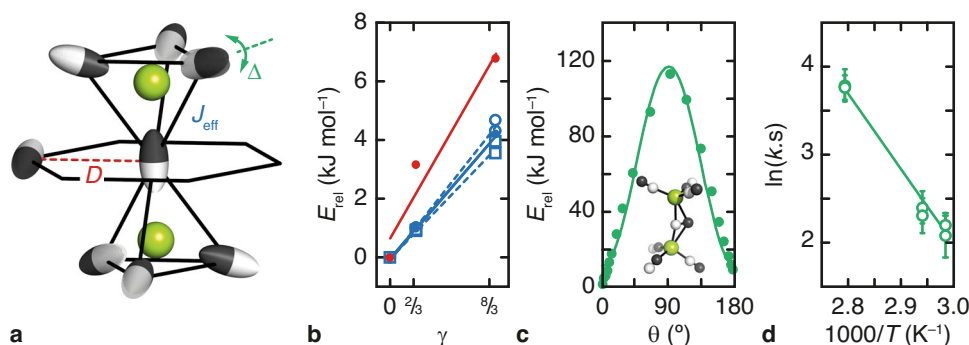 Δ
J_eff
D
a
E_rel (kJ mol⁻¹)
8
6
4
2
0
0 2/3 8/3
γ
b
E_rel (kJ mol⁻¹)
120
80
40
0
0 90 180
θ (º)
c
ln(k.s)
4
3
2
2.8 2.9 3.0
1000/T (K⁻¹)
d